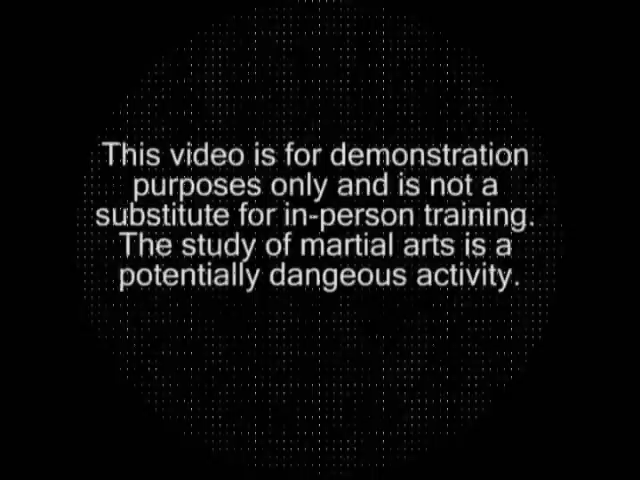 This video is for demonstration
purposes only and is not a
substitute for in-person training.
The study of martial arts is a
potentially dangeous activity.